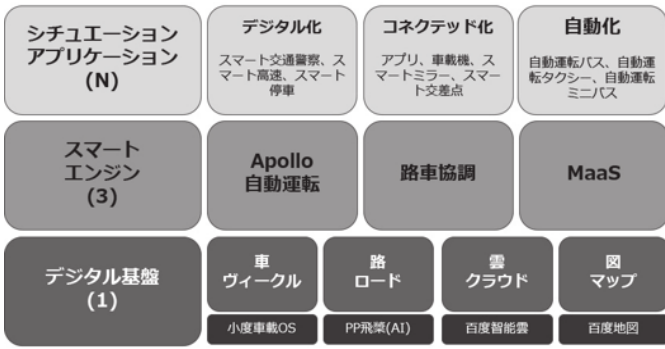 シチュエーション
アプリケーション
(N)
デジタル化
スマート交通警察、ス
マート高速、スマート
停車
コネクテッド化
アプリ、車載機、ス
マートミラー、スマー
ト交差点
自動化
自動運転バス、自動運
転タクシー、自動運転
ミニバス
スマート
エンジン
(3)
Apollo
自動運転
路車協調
MaaS
デジタル基盤
(1)
車
ヴィークル
路
ロード
雲
クラウド
図
マップ
小度車載OS
PP飛槳(AI)
百度智能雲
百度地図